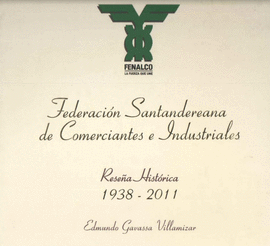 FENALCO
LA FUERZA QUE UNE
Federación Santandereana
de Comerciantes e Industriales
Reseña Histórica
1938 - 2011
Edmundo Gavassa Villamizar